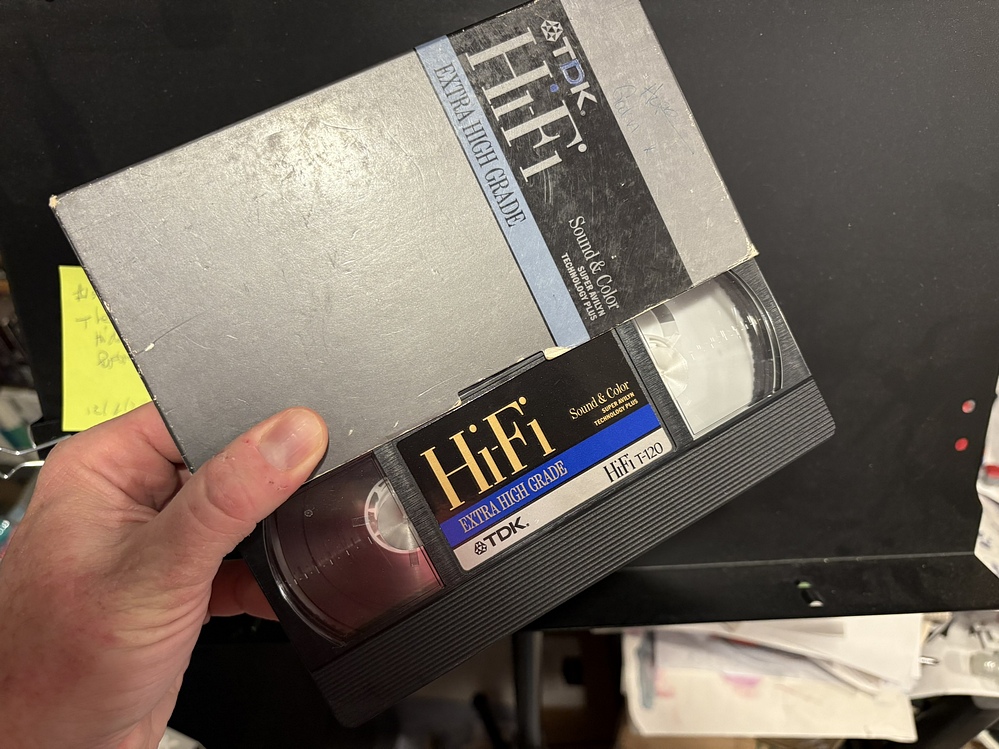 TDK.
HiFi
EXTRA HIGH GRADE
Sound & Color
SUPER AVILYN
TECHNOLOGY PLUS
HiFi
Sound & Color
SUPER AVILYN
TECHNOLOGY PLUS
EXTRA HIGH GRADE
HiFi T-120
TDK.